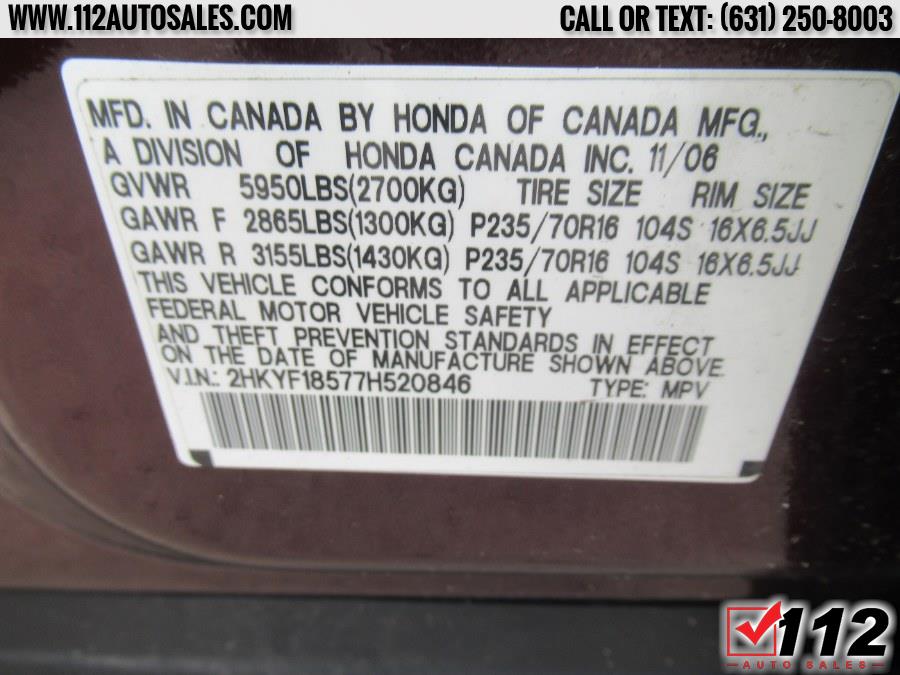 WWW.112AUTOSALES.COM
CALL OR TEXT: (631) 250-8003
MFD. IN CANADA BY HONDA OF CANADA MFG.,
A DIVISION OF HONDA CANADA INC. 11/06
GVWR 5950LBS(2700KG) TIRE SIZE RIM SIZE
GAWR F 2865LBS(1300KG) P235/70R16 104S 16X6.5JJ
GAWR R 3155LBS(1430KG) P235/70R16 104S 16X6.5JJ
THIS VEHICLE CONFORMS TO ALL APPLICABLE
FEDERAL MOTOR VEHICLE SAFETY
AND THEFT PREVENTION STANDARDS IN EFFECT
ON THE DATE OF MANUFACTURE SHOWN ABOVE.
V.I.N.: 2HKYF18577H520846 TYPE: MPV
112
AUTO SALES